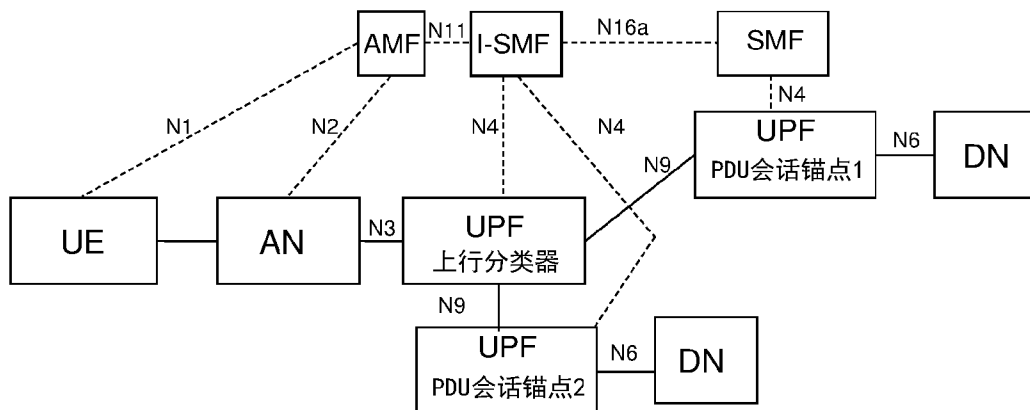 AMF
N11
I-SMF
N16a
SMF
N1
N2
N4
N4
N4
UPF
PDU会话锚点1
N6
DN
N9
UE
AN
N3
UPF
上行分类器
N9
UPF
PDU会话锚点2
N6
DN